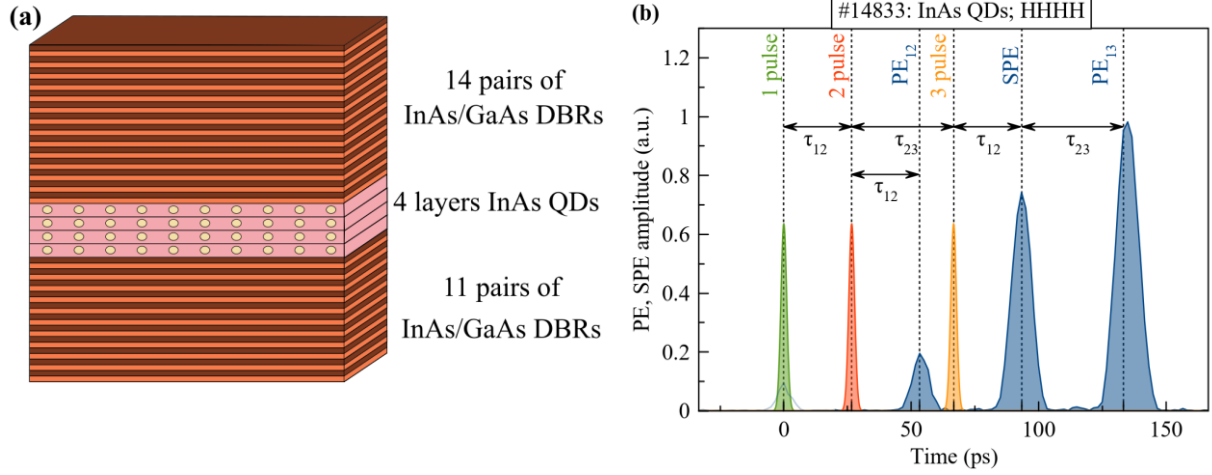 (a)
14 pairs of
InAs/GaAs DBRs
4 layers InAs QDs
11 pairs of
InAs/GaAs DBRs
(b)
#14833: InAs QDs; HHHH
1 pulse
2 pulse
PE₁₂
3 pulse
SPE
PE₁₃
τ₁₂
τ₂₃
τ₁₂
τ₂₃
τ₁₂
PE, SPE amplitude (a.u.)
1.2
1
0.8
0.6
0.4
0.2
0
0 50 100 150
Time (ps)